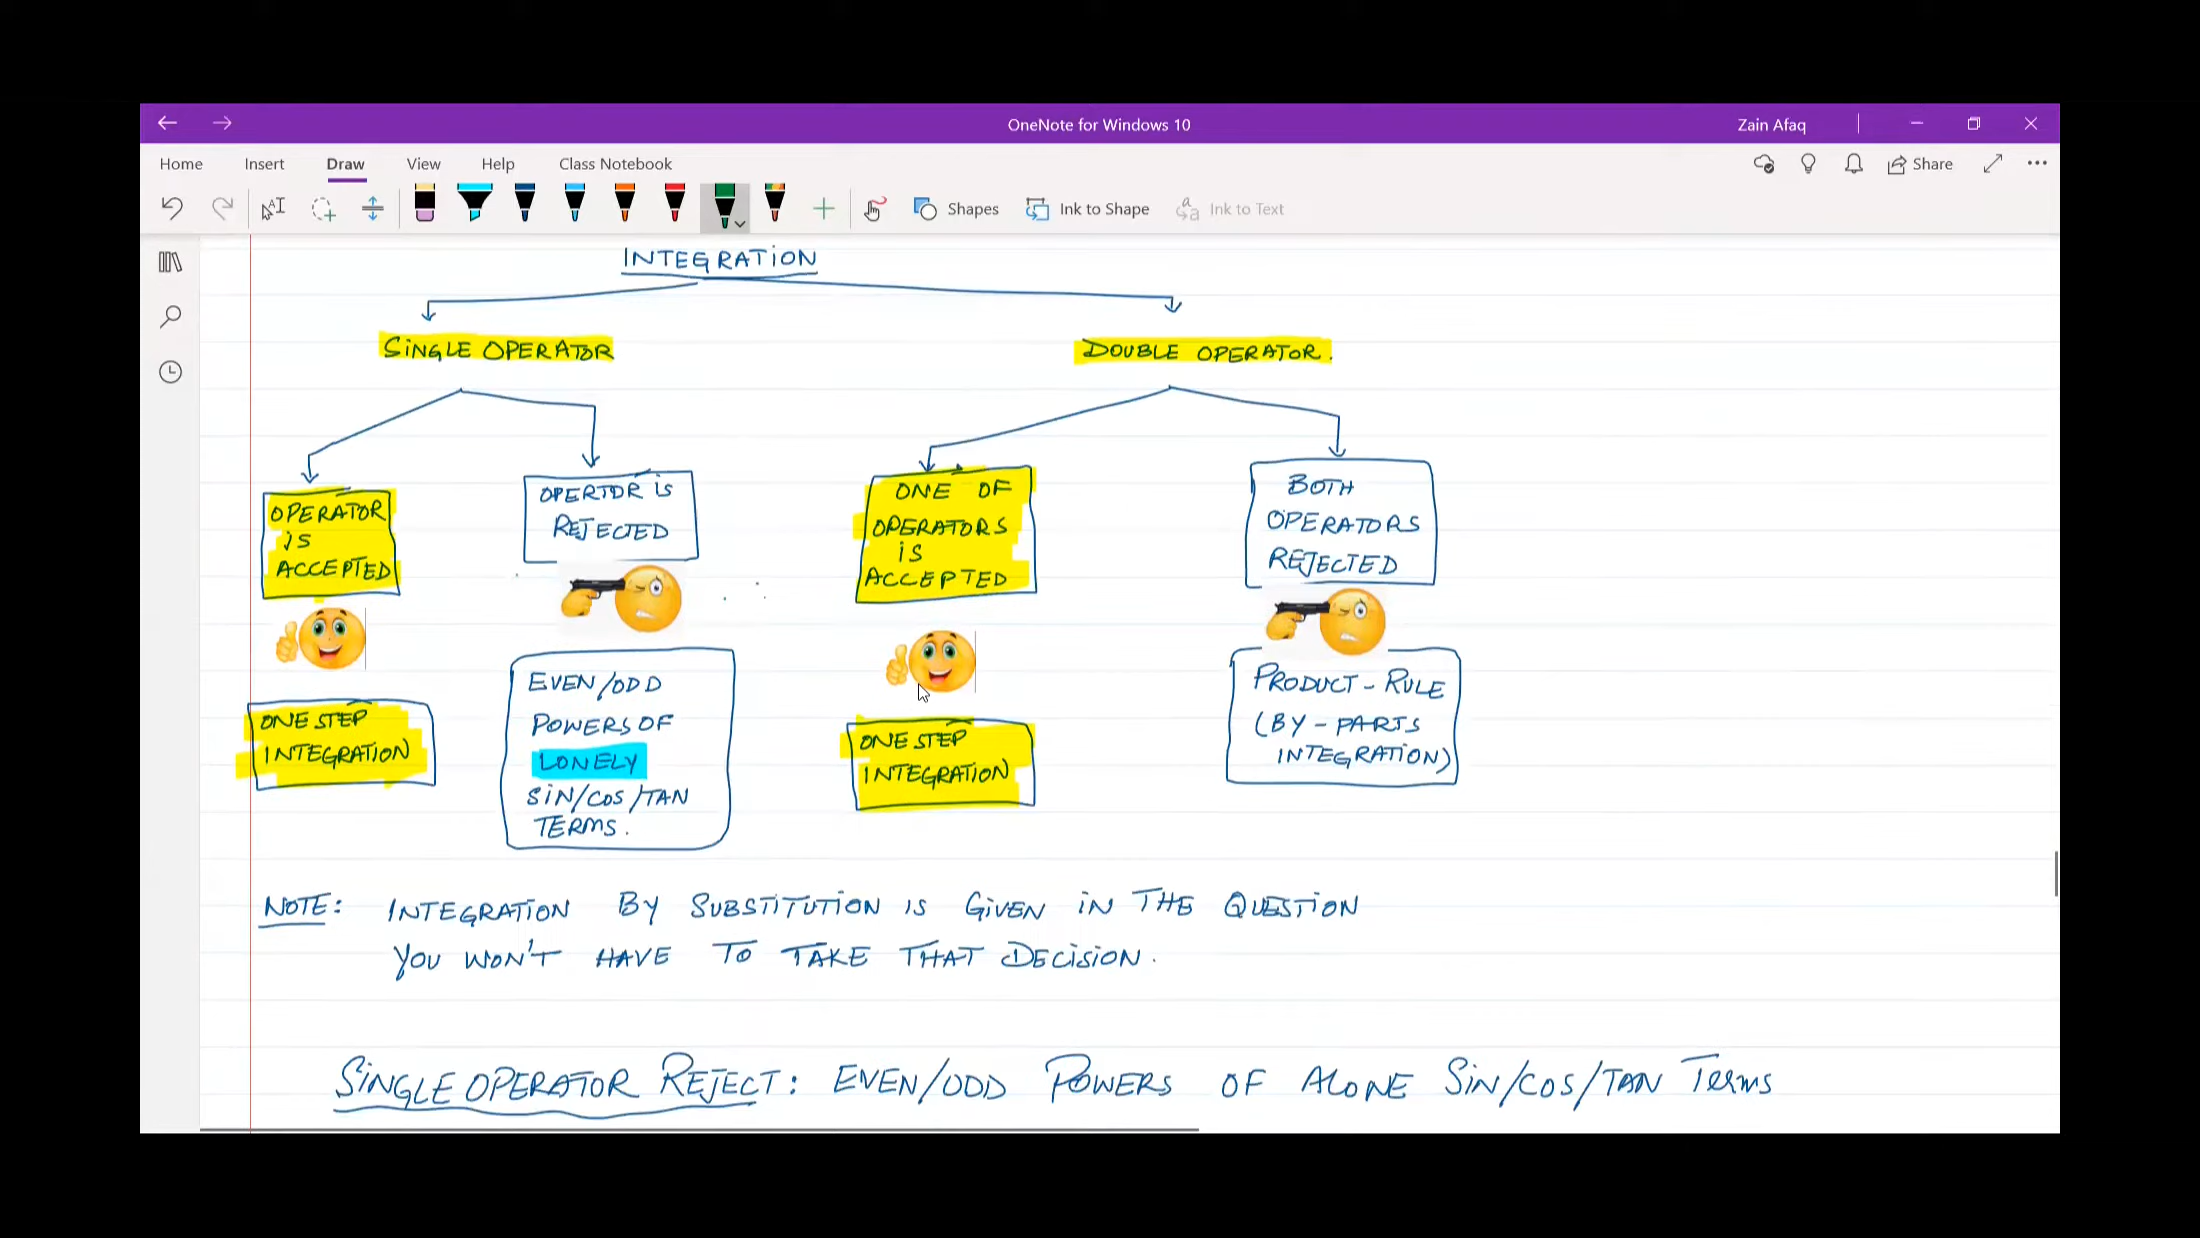 OneNote for Windows 10
Zain Afaq
Home Insert Draw View Help Class Notebook
Share
Shapes
Ink to Shape
Ink to Text
INTEGRATION
SINGLE OPERATOR
DOUBLE OPERATOR.
OPERATOR
IS
ACCEPTED
OPERTOR IS
REJECTED
ONE OF
OPERATORS
IS
ACCEPTED
BOTH
OPERATORS
REJECTED
ONE STEP
INTEGRATION
EVEN/ODD
POWERS OF
LONELY
SIN/COS/TAN
TERMS.
ONE STEP
INTEGRATION
PRODUCT-RULE
(BY-PARTS
INTEGRATION)
NOTE: INTEGRATION BY SUBSTITUTION IS GIVEN IN THE QUESTION
YOU WON'T HAVE TO TAKE THAT DECISION.
SINGLE OPERATOR REJECT: EVEN/ODD POWERS OF ALONE SIN/COS/TAN Terms